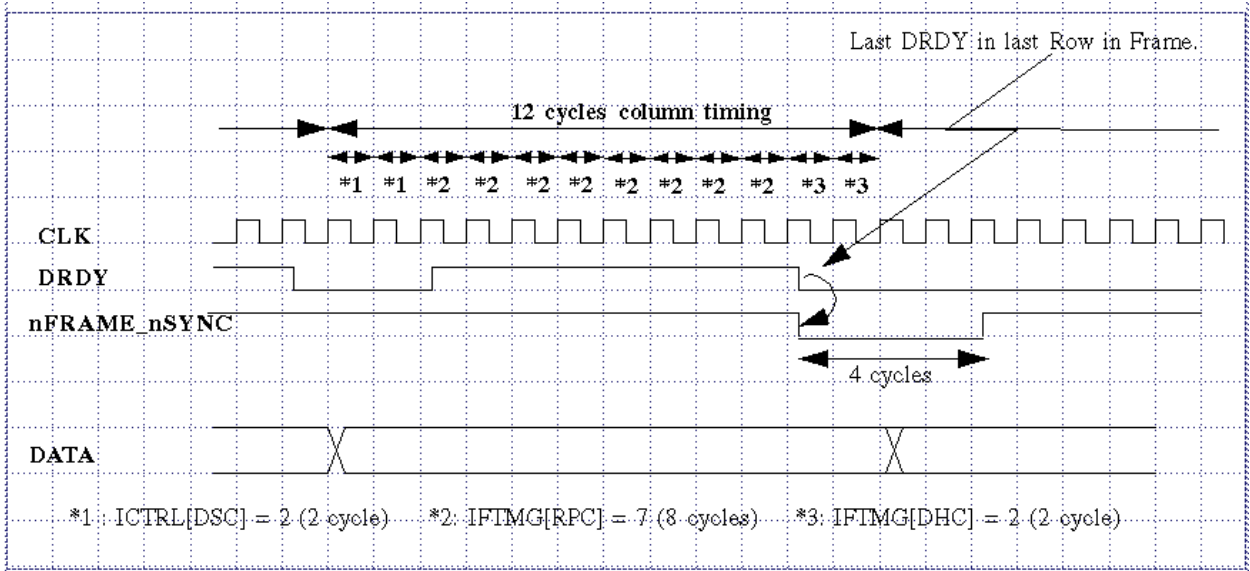 Last DRDY in last Row in Frame.
12 cycles column timing
*1 *1 *2 *2 *2 *2 *2 *2 *2 *2 *3 *3
CLK
DRDY
nFRAME_nSYNC
4 cycles
DATA
*1 : ICTRL[DSC] = 2 (2 cycle) *2: IFTMG[RPC] = 7 (8 cycles) *3: IFTMG[DHC] = 2 (2 cycle)